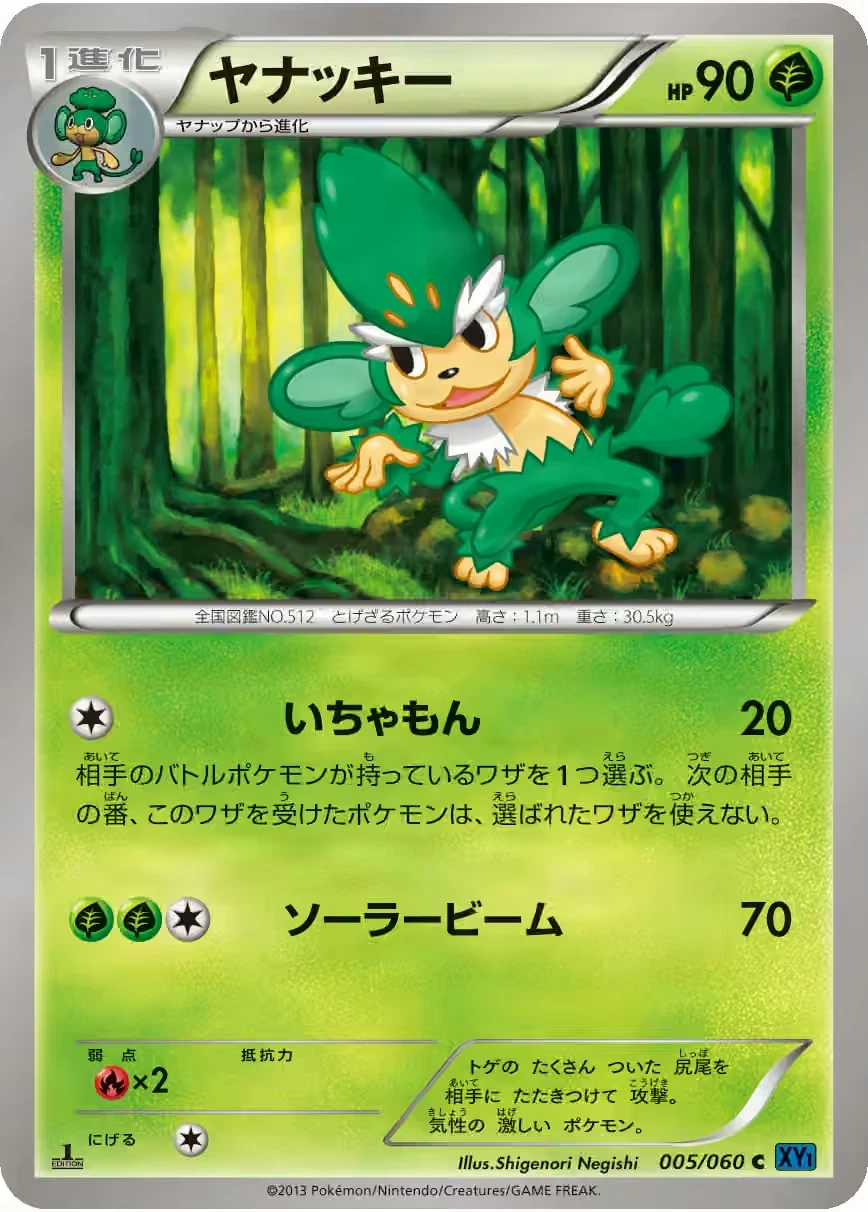 1進化
ヤナッキー
HP90
ヤナップから進化
全国図鑑NO.512 とげざるポケモン 高さ：1.1m 重さ：30.5kg
いちゃもん 20
相手のバトルポケモンが持っているワザを1つ選ぶ。次の相手
の番、このワザを受けたポケモンは、選ばれたワザを使えない。
ソーラービーム 70
弱点 抵抗力
×2
にげる
トゲの たくさん ついた 尻尾を
相手に たたきつけて 攻撃。
気性の 激しい ポケモン。
1 EDITION
Illus.Shigenori Negishi 005/060 C XY1
©2013 Pokémon/Nintendo/Creatures/GAME FREAK.